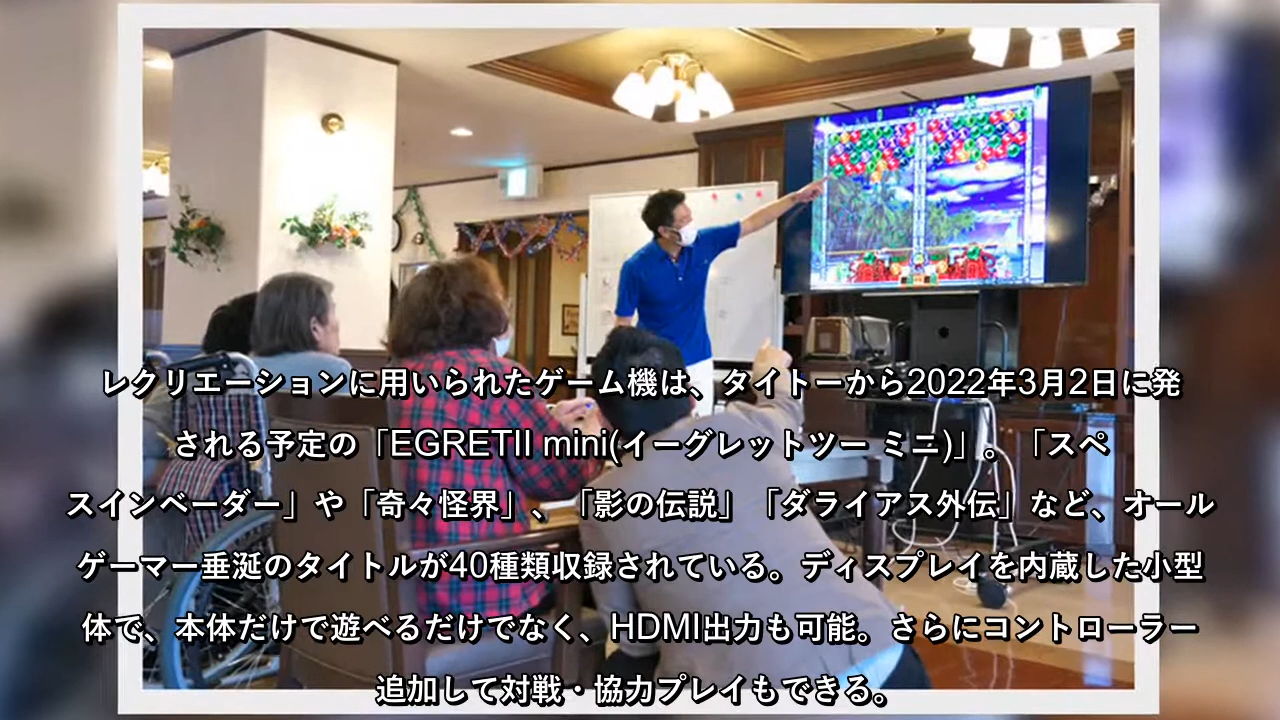 レクリエーションに用いられたゲーム機は、タイトーから2022年3月2日に発
される予定の「EGRETII mini(イーグレットツー ミニ)」。「スペ
スインベーダー」や「奇々怪界」、「影の伝説」「ダライアス外伝」など、オール
ゲーマー垂涎のタイトルが40種類収録されている。ディスプレイを内蔵した小型
体で、本体だけで遊べるだけでなく、HDMI出力も可能。さらにコントローラー
追加して対戦・協力プレイもできる。